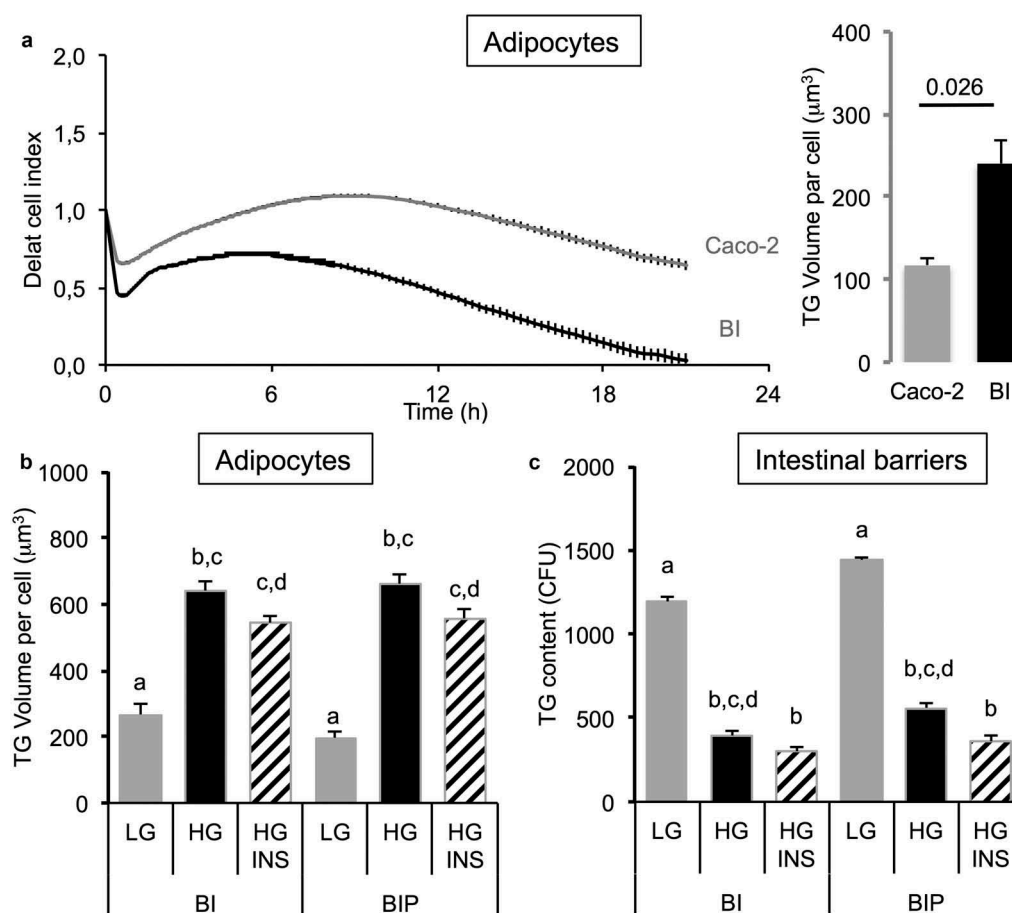 a
Adipocytes
2,0
1,5
1,0
0,5
0,0
Delat cell index
0
6
12
18
24
Time (h)
Caco-2
BI
400
300
200
100
0
TG Volume par cell (μm³)
0.026
Caco-2 BI
b
Adipocytes
1000
800
600
400
200
0
TG Volume per cell (μm³)
a
b,c
c,d
a
b,c
c,d
LG HG HG LG HG HG
INS INS
BI BIP
c
Intestinal barriers
2000
1500
1000
500
0
TG content (CFU)
a
b,c,d
b
a
b,c,d
b
LG HG HG LG HG HG
INS INS
BI BIP